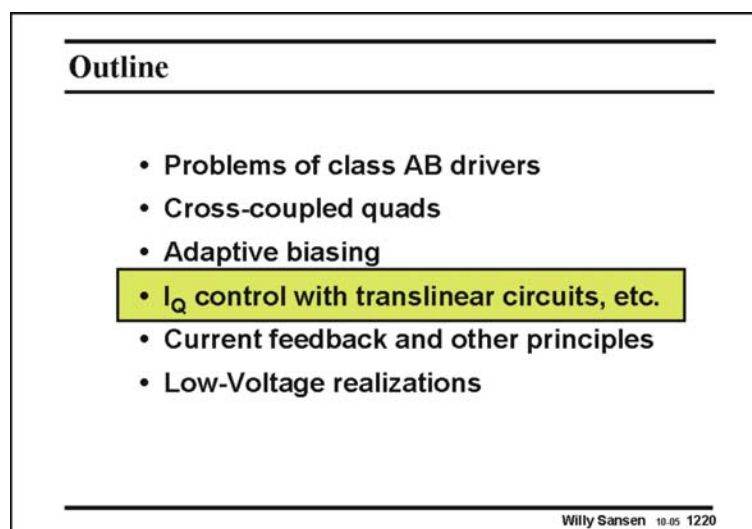 Outline
• Problems of class AB drivers
• Cross-coupled quads
• Adaptive biasing
• IQ control with translinear circuits, etc.
• Current feedback and other principles
• Low-Voltage realizations
Willy Sansen 10-05 1220